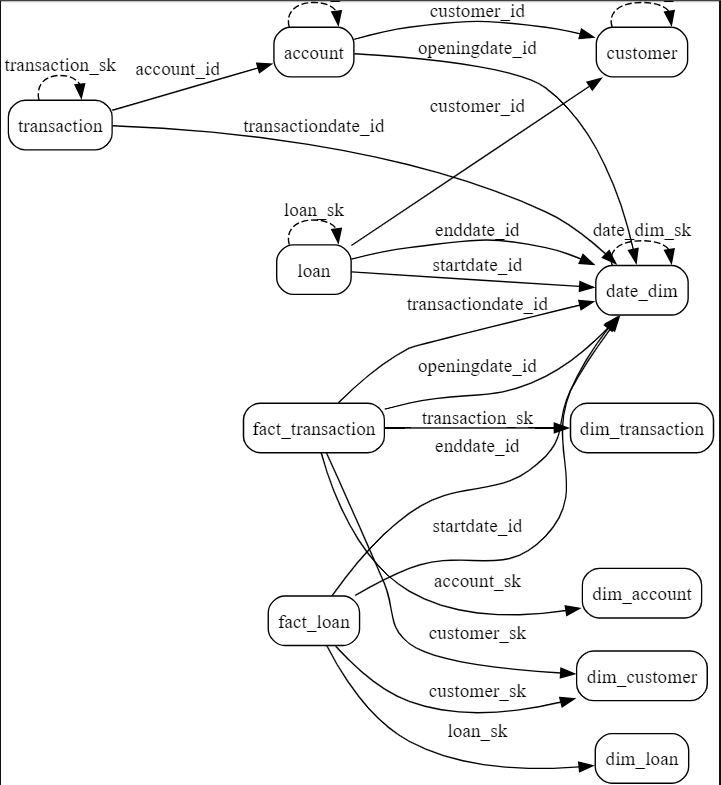 customer_id
account
customer
openingdate_id
transaction_sk
account_id
customer_id
transaction
transactiondate_id
loan_sk
enddate_id
date_dim_sk
loan
startdate_id
date_dim
transactiondate_id
openingdate_id
fact_transaction
transaction_sk
dim_transaction
enddate_id
startdate_id
account_sk
dim_account
fact_loan
customer_sk
dim_customer
customer_sk
loan_sk
dim_loan